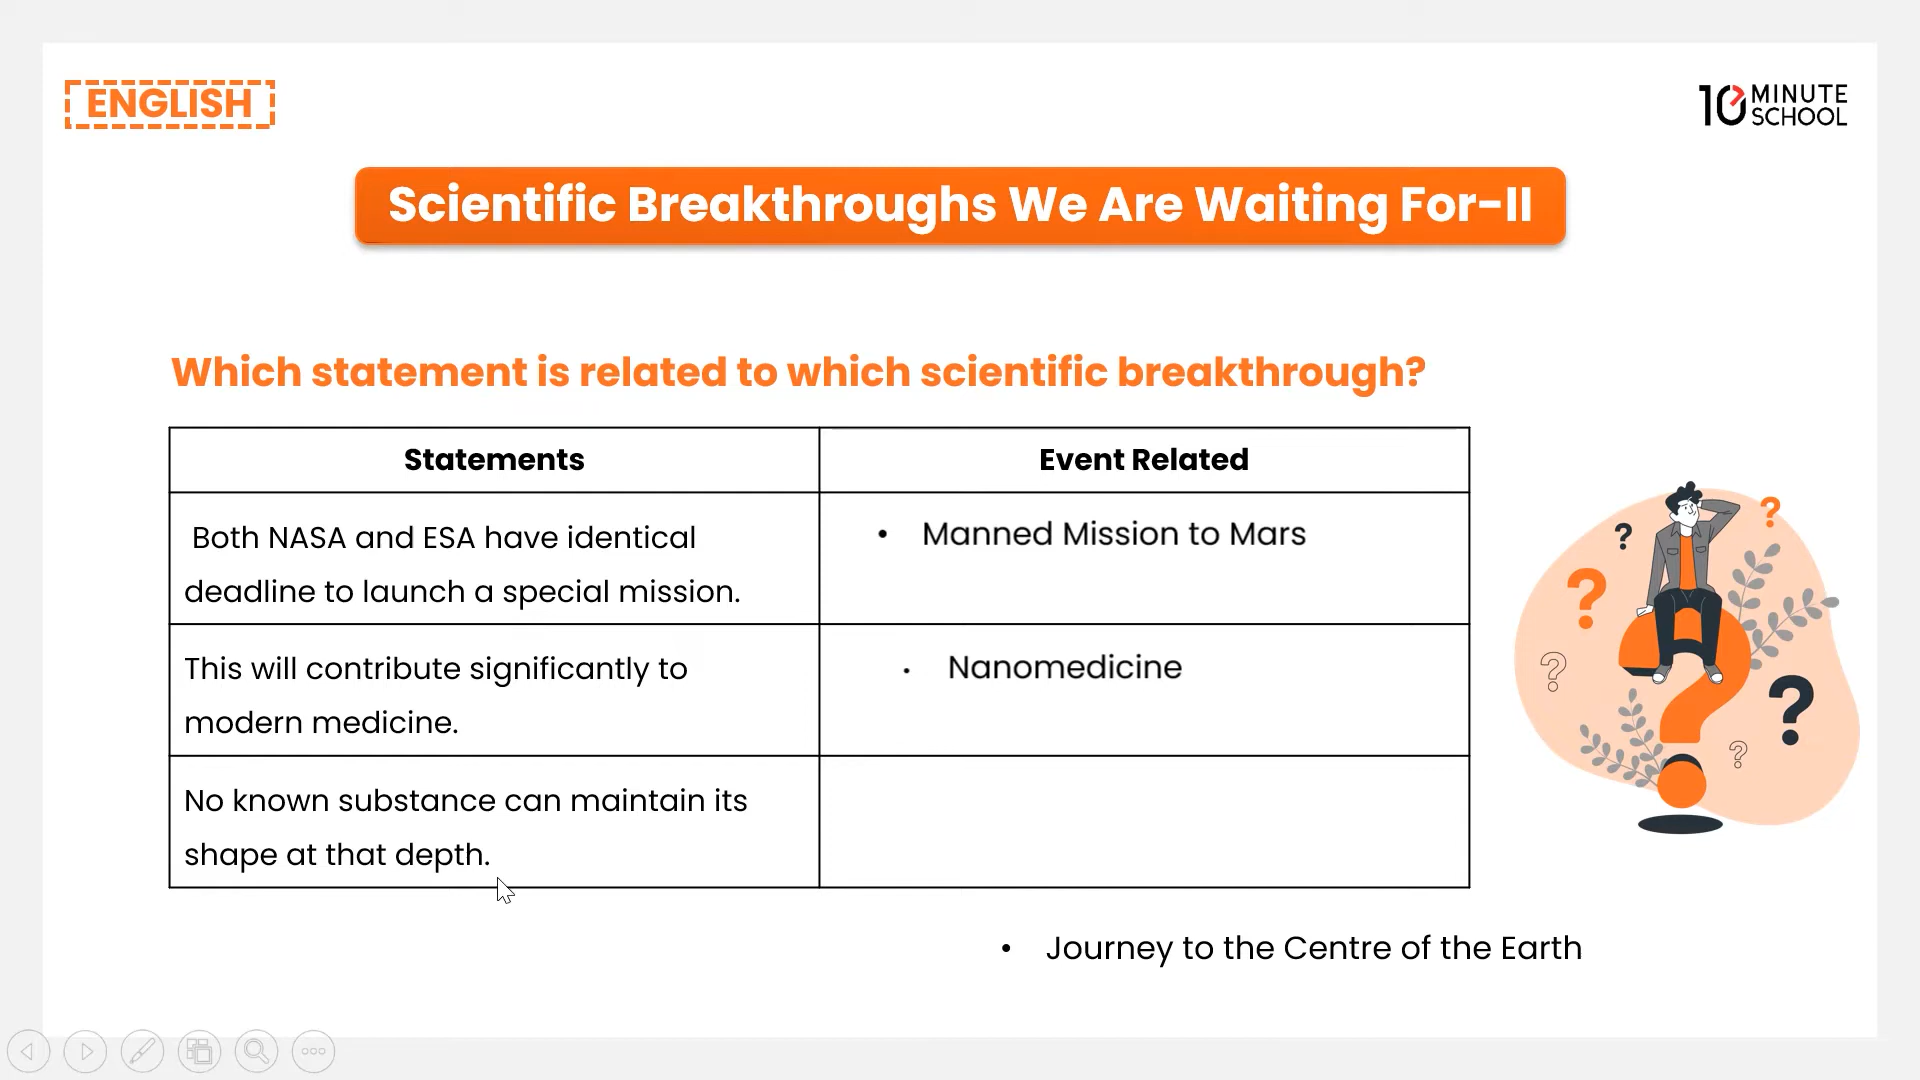 ENGLISH
10 MINUTE
SCHOOL
Scientific Breakthroughs We Are Waiting For-II
Which statement is related to which scientific breakthrough?
Statements
Event Related
Both NASA and ESA have identical
deadline to launch a special mission.
• Manned Mission to Mars
This will contribute significantly to
modern medicine.
• Nanomedicine
No known substance can maintain its
shape at that depth.
• Journey to the Centre of the Earth
? ? ? ? ? ?